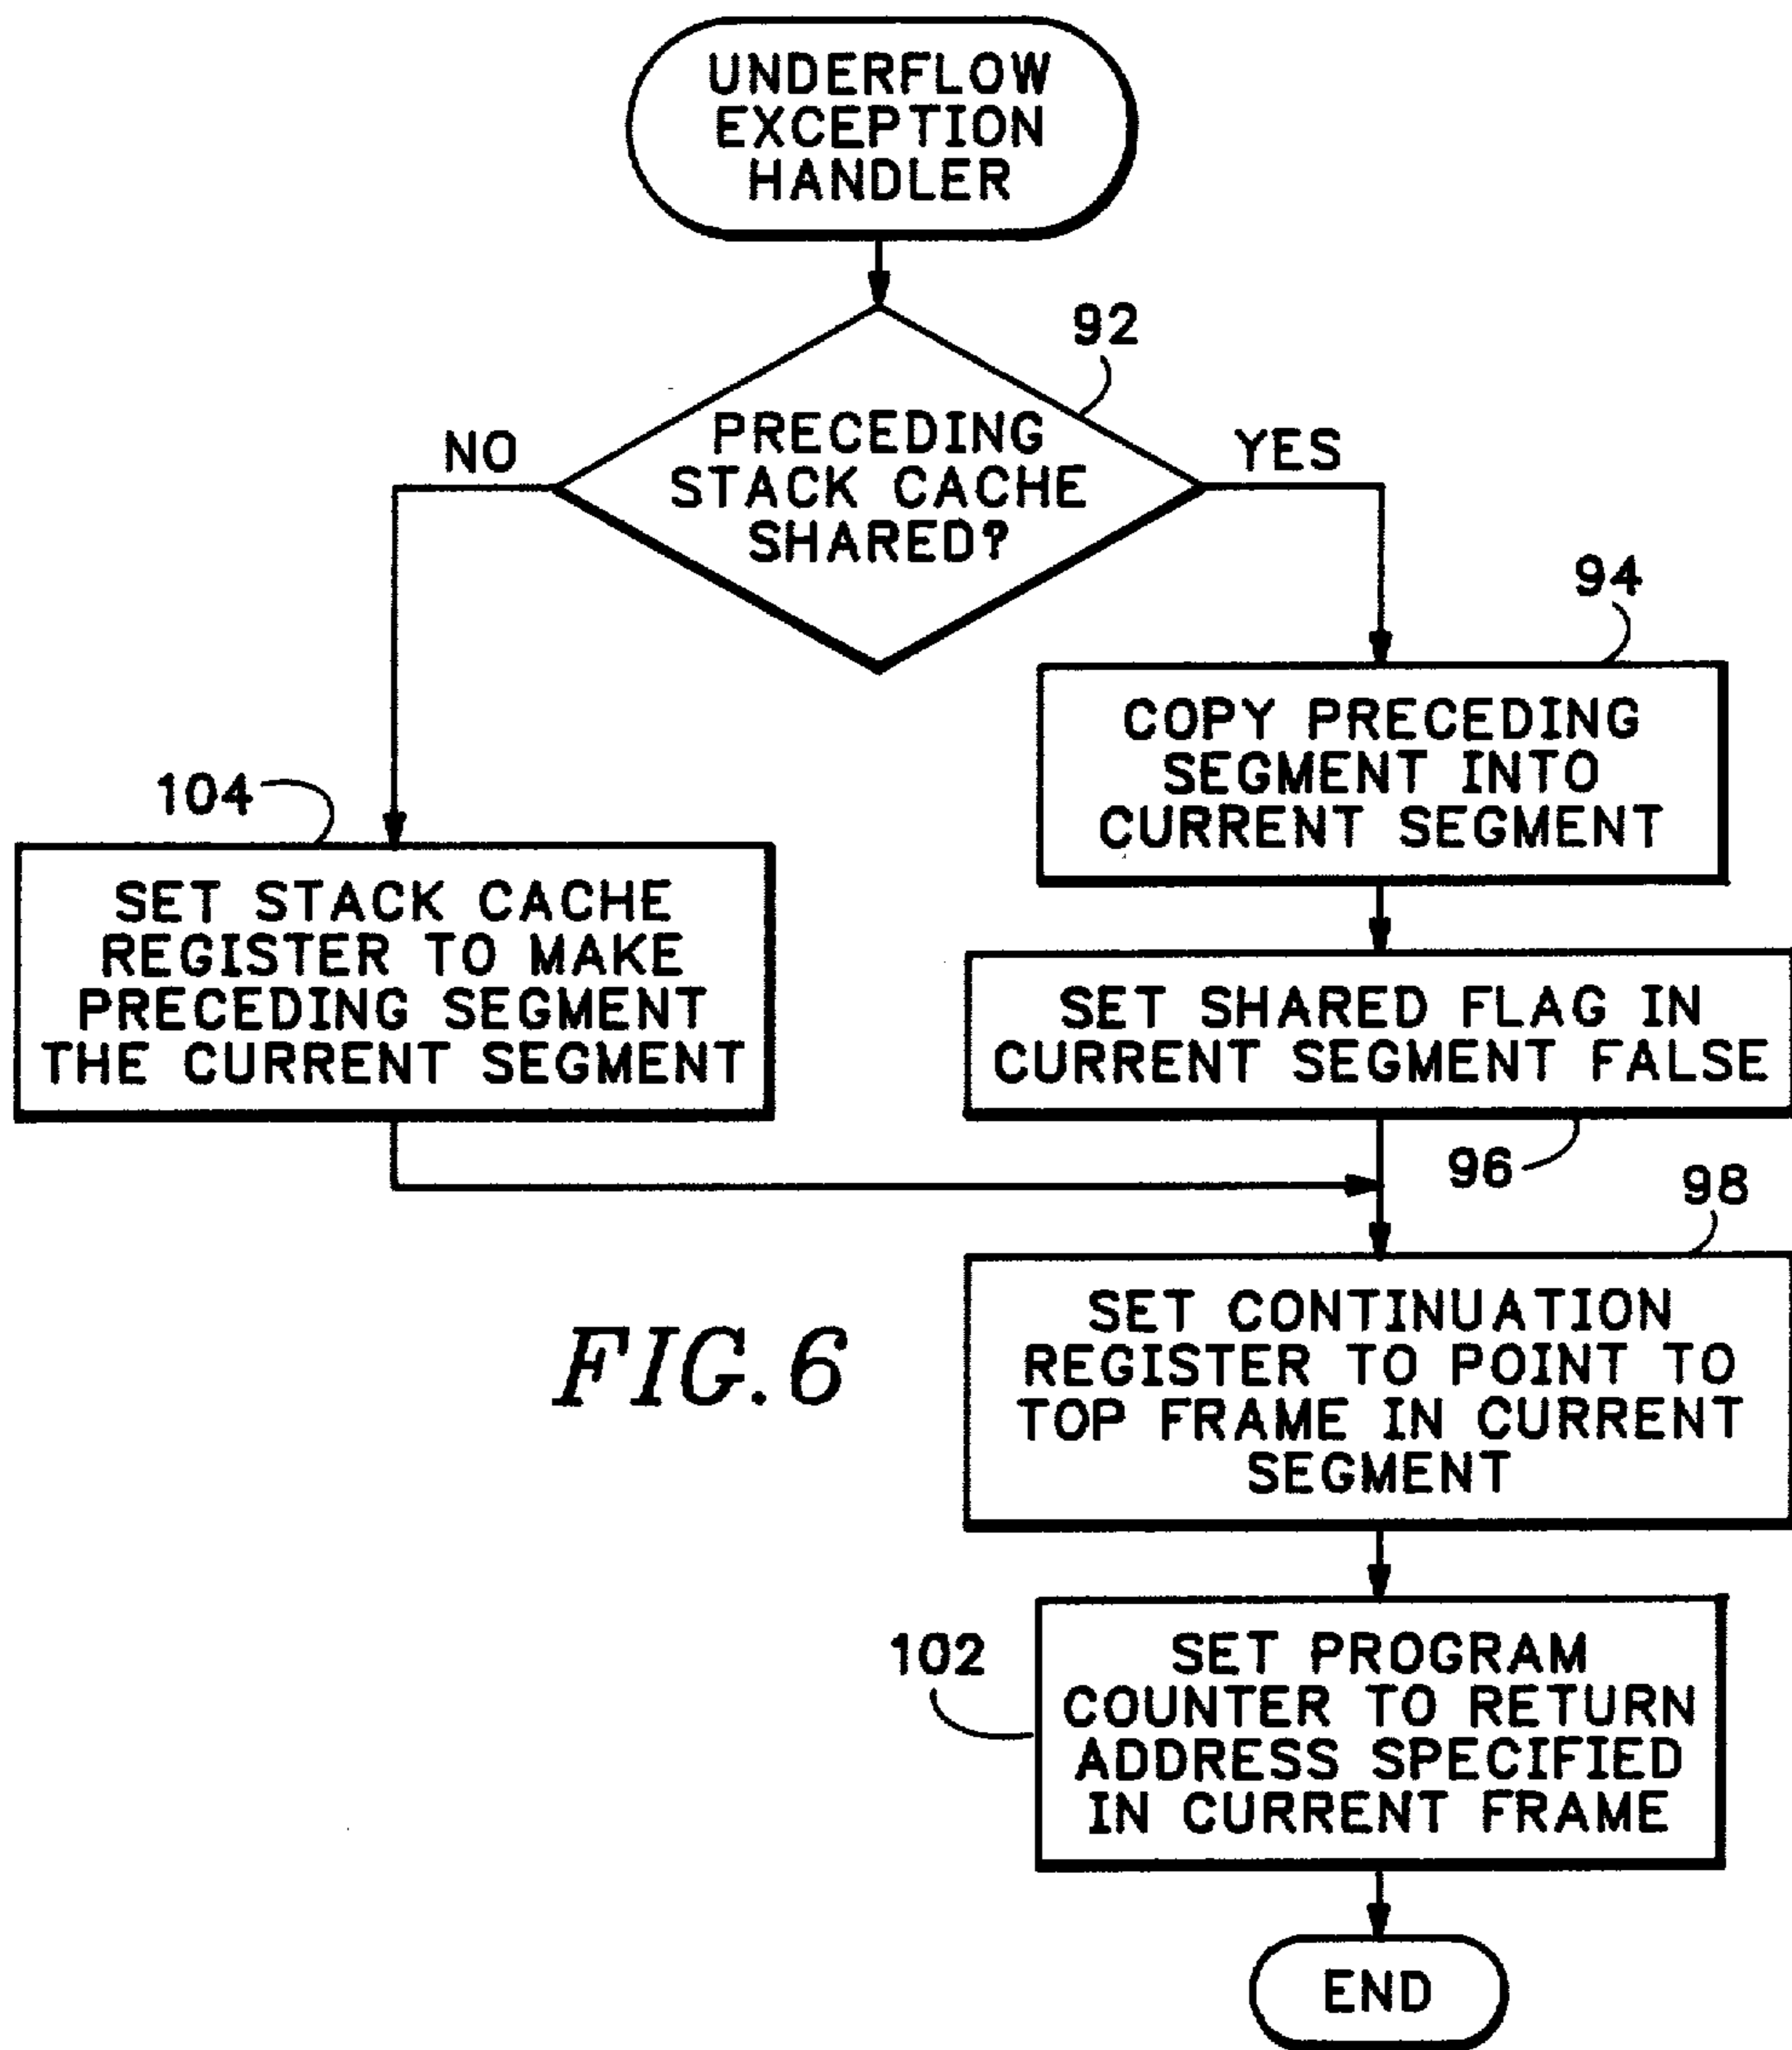 UNDERFLOW
EXCEPTION
HANDLER
92
PRECEDING
STACK CACHE
SHARED?
NO
YES
94
COPY PRECEDING
SEGMENT INTO
CURRENT SEGMENT
104
SET STACK CACHE
REGISTER TO MAKE
PRECEDING SEGMENT
THE CURRENT SEGMENT
SET SHARED FLAG IN
CURRENT SEGMENT FALSE
96
98
SET CONTINUATION
REGISTER TO POINT TO
TOP FRAME IN CURRENT
SEGMENT
FIG.6
102
SET PROGRAM
COUNTER TO RETURN
ADDRESS SPECIFIED
IN CURRENT FRAME
END